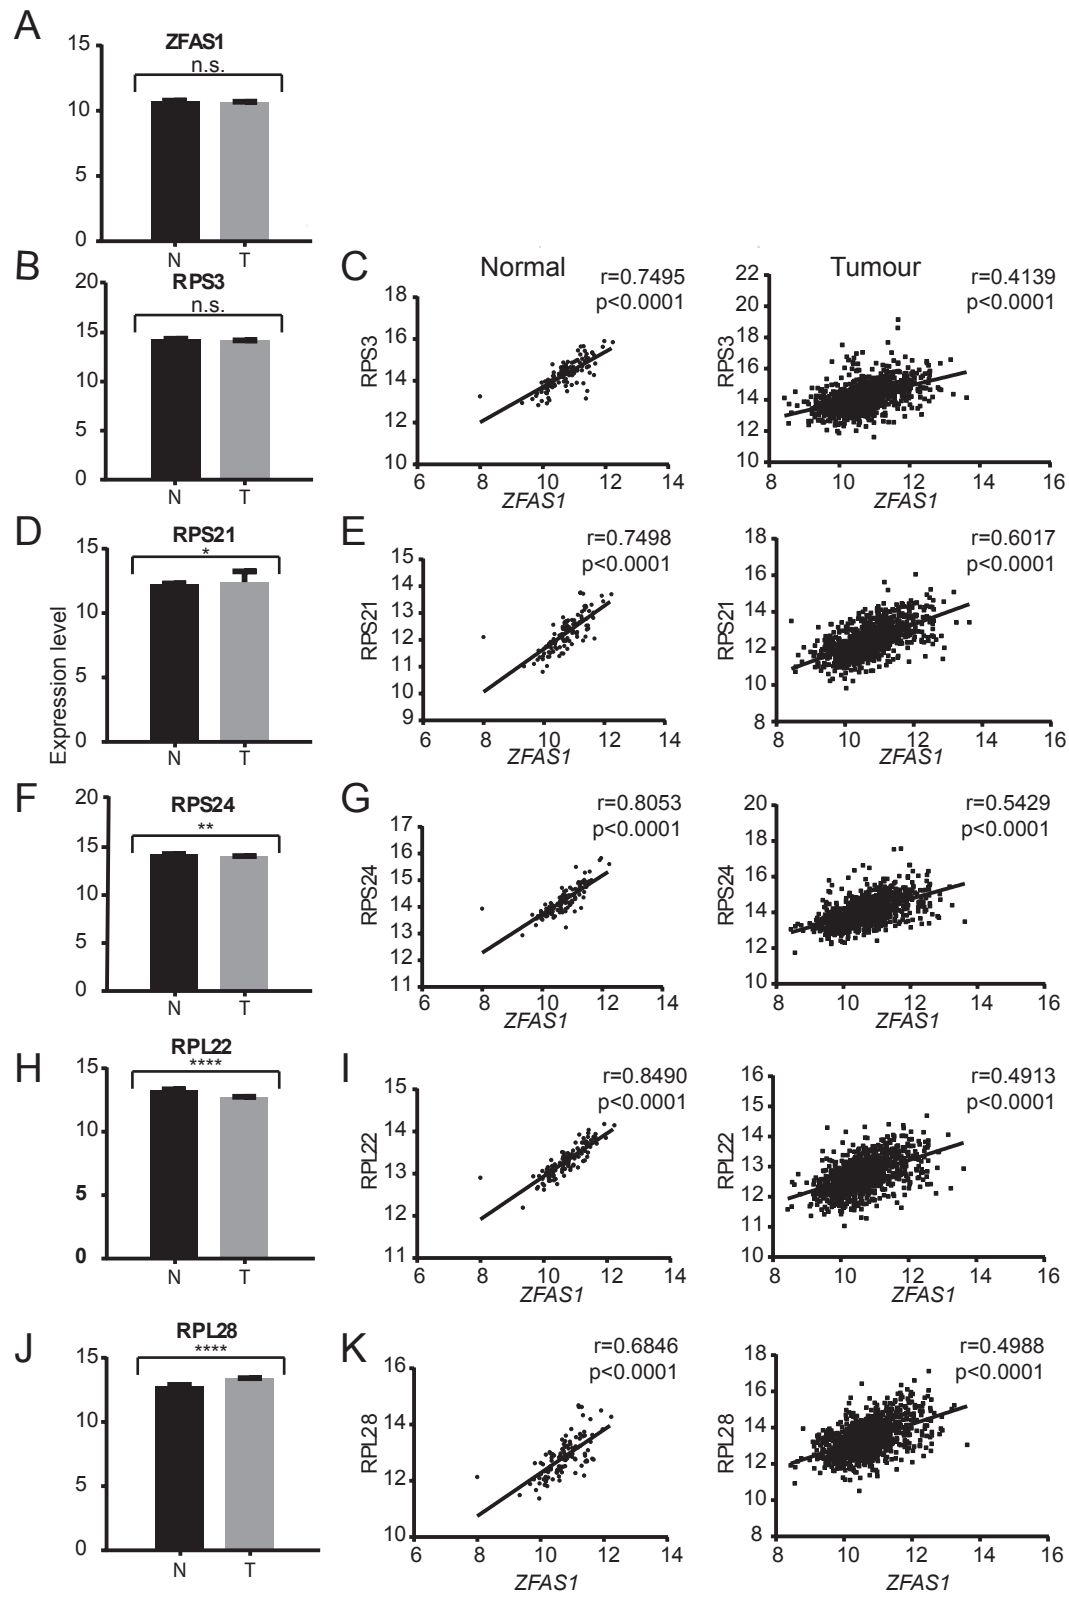 A
ZFAS1
n.s.
15
10
5
0
N T
B
RPS3
n.s.
20
15
10
5
0
N T
C
Normal
r=0.7495
p<0.0001
RPS3
18
16
14
12
10
6 8 10 12 14
ZFAS1
Tumour
r=0.4139
p<0.0001
RPS3
22
20
18
16
14
12
10
8 10 12 14 16
ZFAS1
D
RPS21
*
Expression level
15
10
5
0
N T
E
r=0.7498
p<0.0001
RPS21
15
14
13
12
11
10
9
6 8 10 12 14
ZFAS1
r=0.6017
p<0.0001
RPS21
18
16
14
12
10
8
8 10 12 14 16
ZFAS1
F
RPS24
**
20
15
10
5
0
N T
G
r=0.8053
p<0.0001
RPS24
17
16
15
14
13
12
11
6 8 10 12 14
ZFAS1
r=0.5429
p<0.0001
RPS24
20
18
16
14
12
10
8 10 12 14 16
ZFAS1
H
RPL22
****
15
10
5
0
N T
I
r=0.8490
p<0.0001
RPL22
15
14
13
12
11
6 8 10 12 14
ZFAS1
r=0.4913
p<0.0001
RPL22
16
15
14
13
12
11
10
8 10 12 14 16
ZFAS1
J
RPL28
****
15
10
5
0
N T
K
r=0.6846
p<0.0001
RPL28
16
14
12
10
6 8 10 12 14
ZFAS1
r=0.4988
p<0.0001
RPL28
18
16
14
12
10
8
8 10 12 14 16
ZFAS1